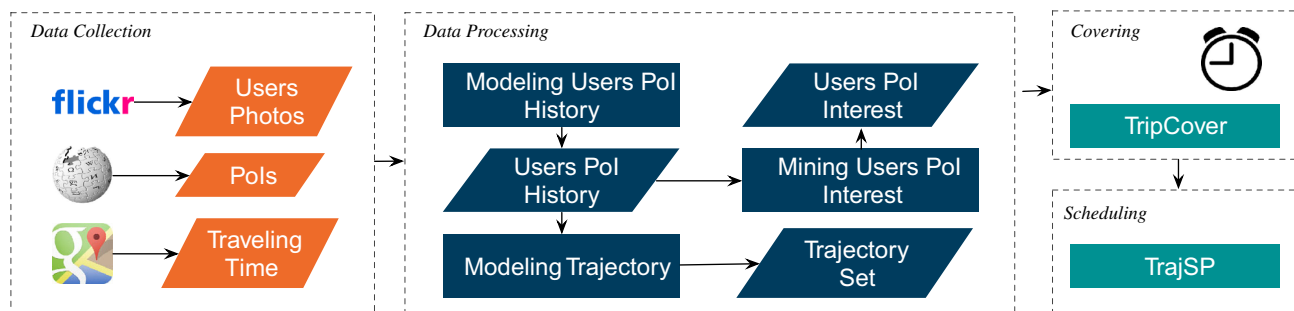 Data Collection
flickr
Users
Photos
PoIs
Traveling
Time
Data Processing
Modeling Users PoI
History
Users PoI
Interest
Users PoI
History
Mining Users PoI
Interest
Modeling Trajectory
Trajectory
Set
Covering
TripCover
Scheduling
TrajSP